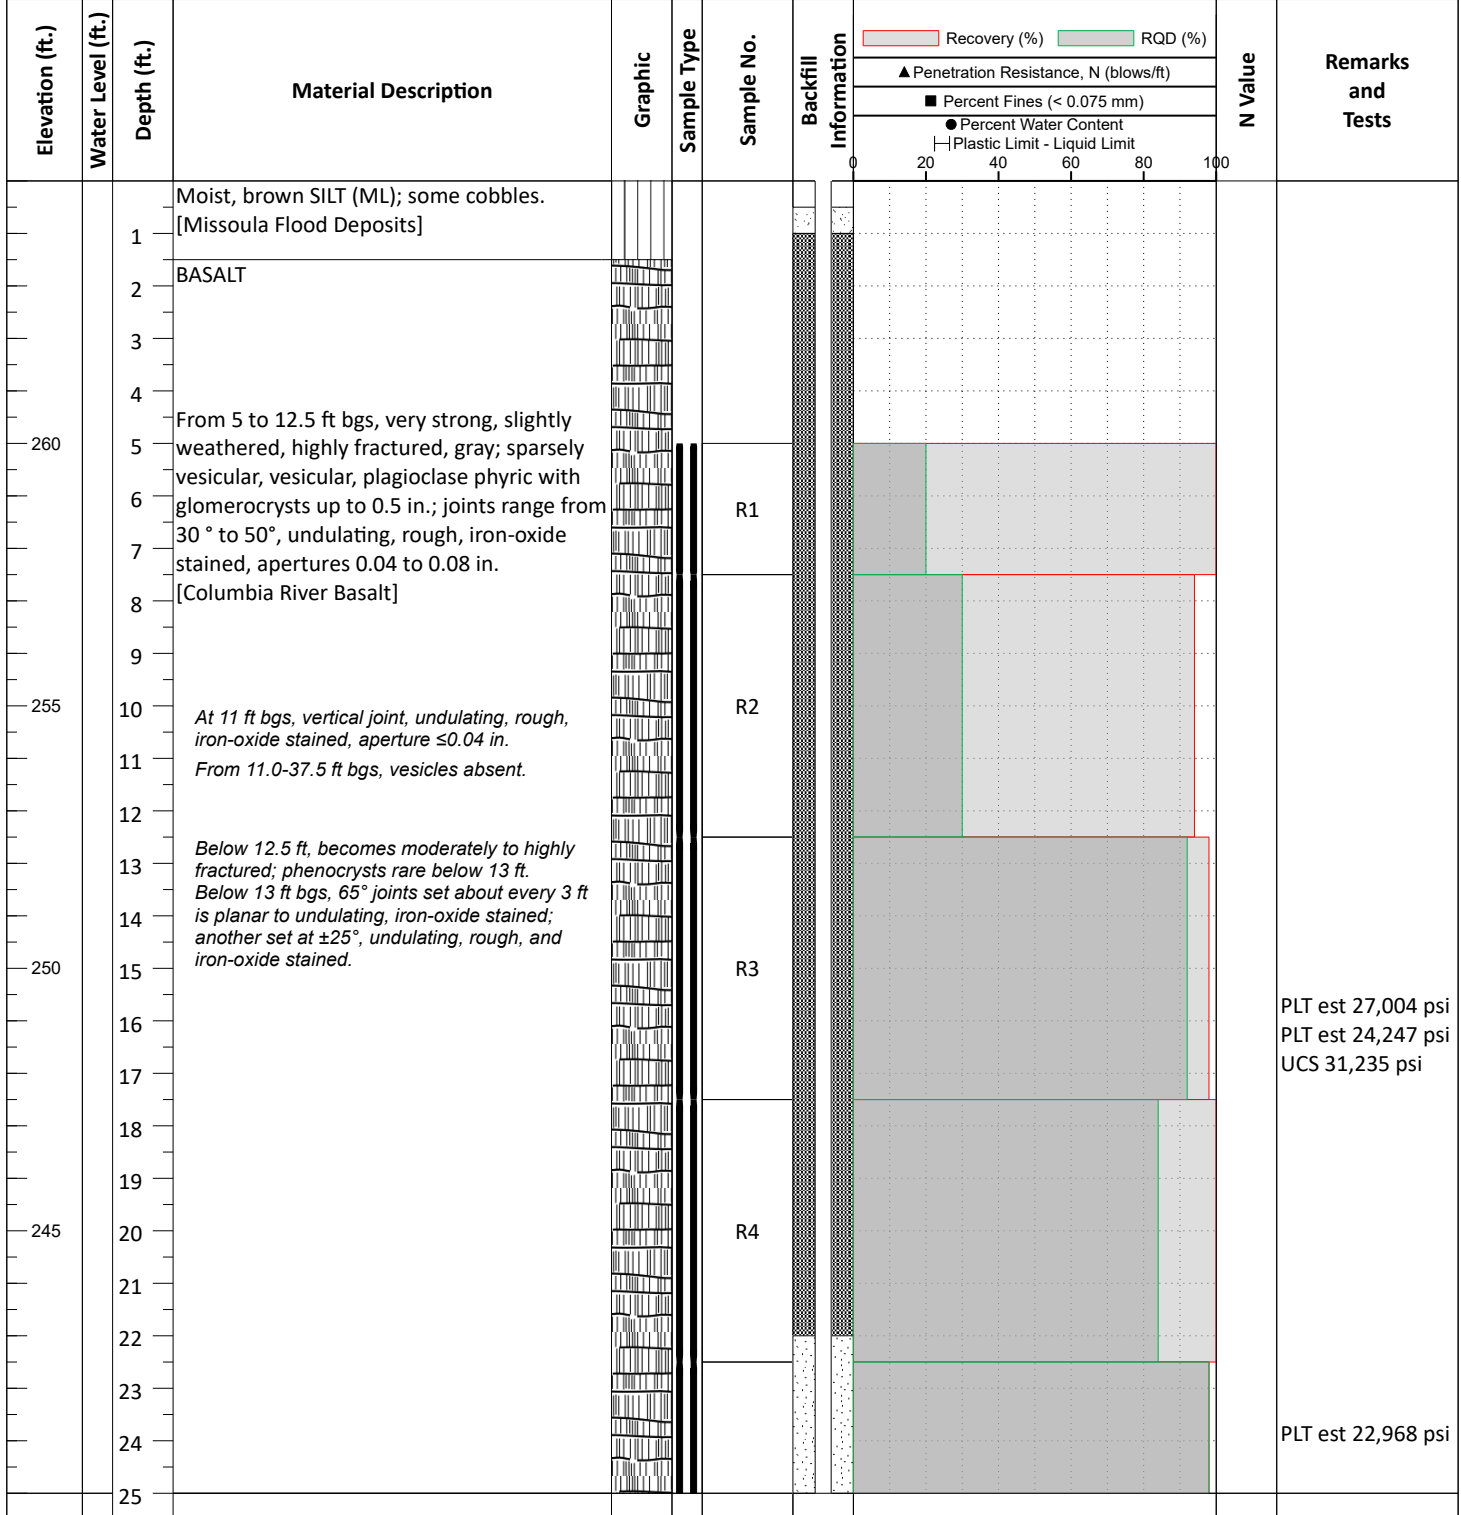 Elevation (ft.)
Water Level (ft.)
Depth (ft.)
Material Description
Graphic
Sample Type
Sample No.
Backfill
Information
Recovery (%) RQD (%)
▲ Penetration Resistance, N (blows/ft)
■ Percent Fines (< 0.075 mm)
● Percent Water Content
Plastic Limit - Liquid Limit
0 20 40 60 80 100
N Value
Remarks
and
Tests
Moist, brown SILT (ML); some cobbles.
[Missoula Flood Deposits]
1
BASALT
2
3
4
From 5 to 12.5 ft bgs, very strong, slightly
260 5 weathered, highly fractured, gray; sparsely
vesicular, vesicular, plagioclase phyric with
6 glomerocrysts up to 0.5 in.; joints range from
R1
30 ° to 50°, undulating, rough, iron-oxide
7 stained, apertures 0.04 to 0.08 in.
8 [Columbia River Basalt]
9
255 10 R2
At 11 ft bgs, vertical joint, undulating, rough,
iron-oxide stained, aperture ≤0.04 in.
11 From 11.0-37.5 ft bgs, vesicles absent.
12
Below 12.5 ft, becomes moderately to highly
13 fractured; phenocrysts rare below 13 ft.
Below 13 ft bgs, 65° joints set about every 3 ft
14 is planar to undulating, iron-oxide stained;
another set at ±25°, undulating, rough, and
iron-oxide stained.
250 15 R3
PLT est 27,004 psi
16
PLT est 24,247 psi
UCS 31,235 psi
17
18
19
245 20 R4
21
22
23
24 PLT est 22,968 psi
25